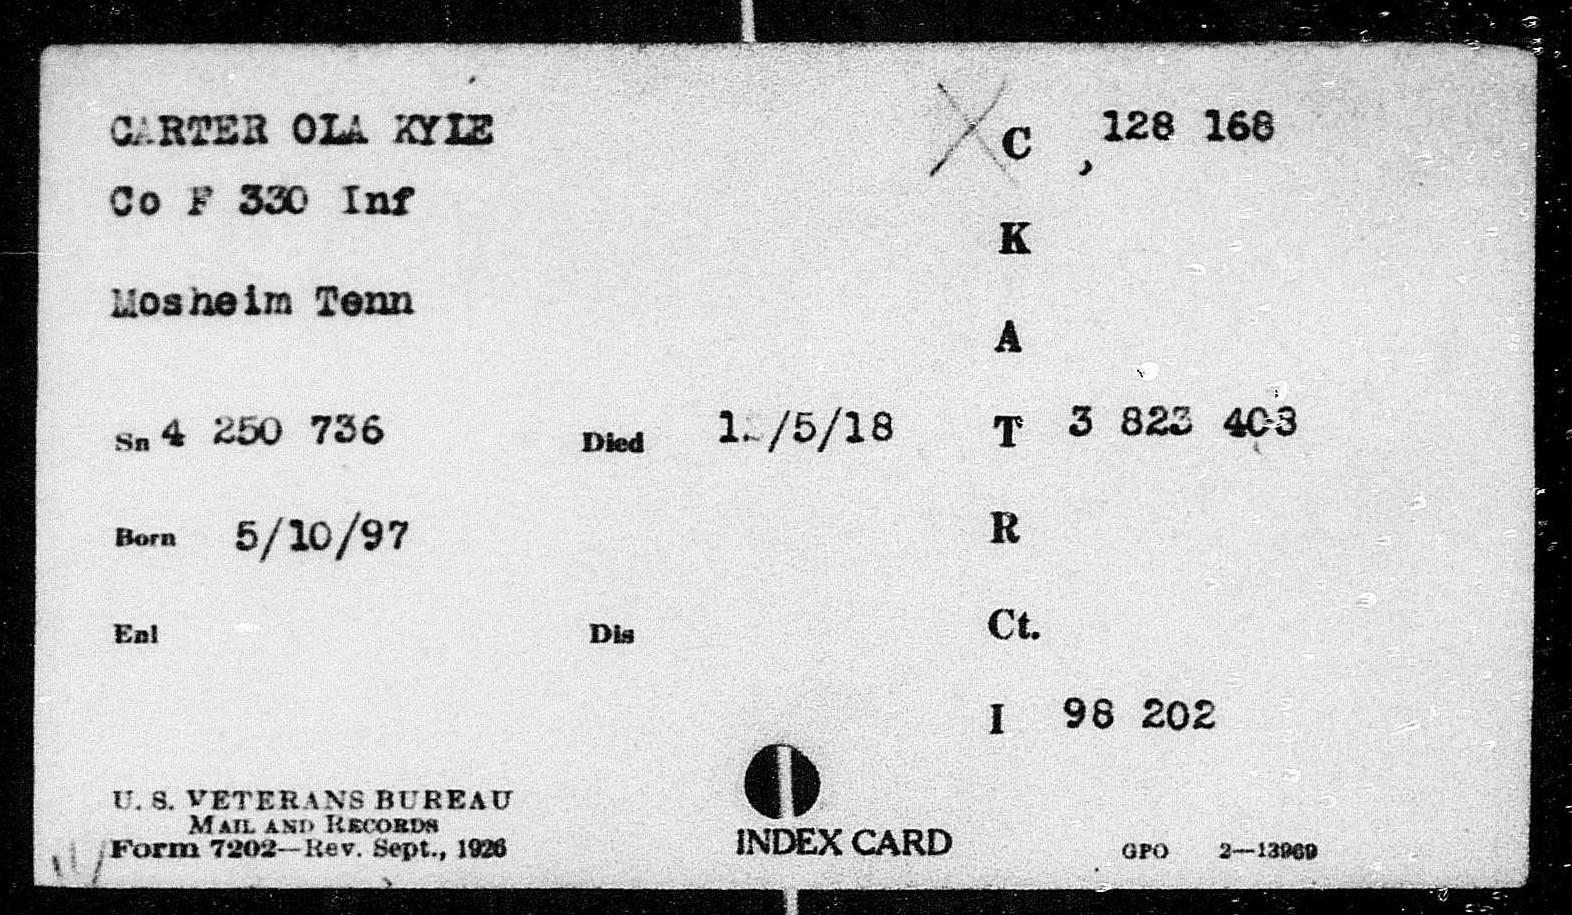 CARTER OLA KYLE
Co F 330 Inf
Mosheim Tenn
Sn 4 250 736
Died
Born 5/10/97
Enl
Dis
C 128 168
K
A
T 3 823 403
R
Ct.
I 98 202
U. S. VETERANS BUREAU
MAIL AND RECORDS
Form 7202—Rev. Sept., 1926
INDEX CARD
GPO 2—13969